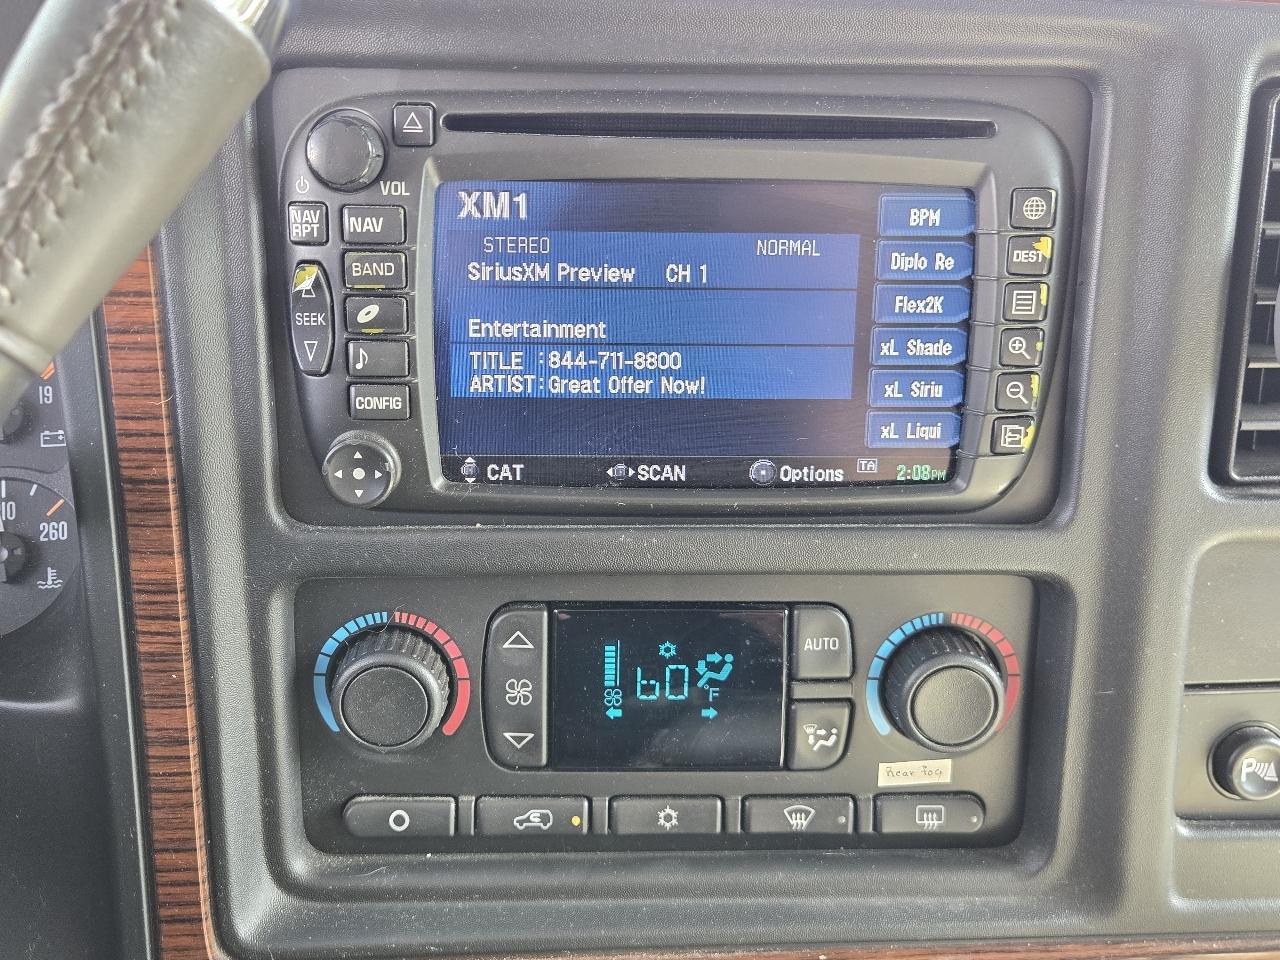 VOL
NAV RPT
NAV
BAND
SEEK
CONFIG
XM1
STEREO NORMAL
SiriusXM Preview CH 1
Entertainment
TITLE :844-711-8800
ARTIST:Great Offer Now!
CAT SCAN Options TA 2:08PM
BPM
Diplo Re
Flex2K
xL Shade
xL Siriu
xL Liqui
DEST
19
10
260
60 °F
AUTO
Rear fog
P